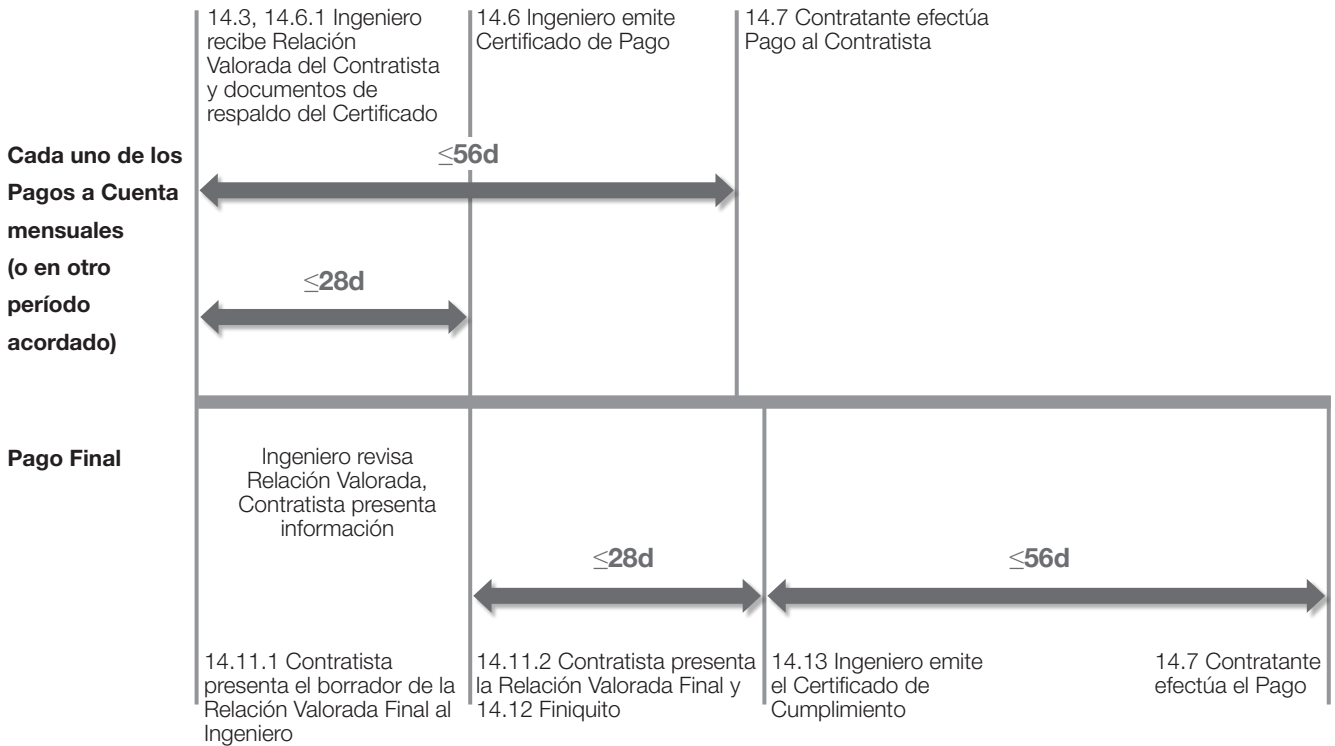 14.3, 14.6.1 Ingeniero
recibe Relación
Valorada del Contratista
y documentos de
respaldo del Certificado
14.6 Ingeniero emite
Certificado de Pago
14.7 Contratante efectúa
Pago al Contratista
Cada uno de los
Pagos a Cuenta
mensuales
(o en otro
período
acordado)
≤56d
≤28d
Pago Final
Ingeniero revisa
Relación Valorada,
Contratista presenta
información
≤28d
≤56d
14.11.1 Contratista
presenta el borrador de la
Relación Valorada Final al
Ingeniero
14.11.2 Contratista presenta
la Relación Valorada Final y
14.12 Finiquito
14.13 Ingeniero emite
el Certificado de
Cumplimiento
14.7 Contratante
efectúa el Pago